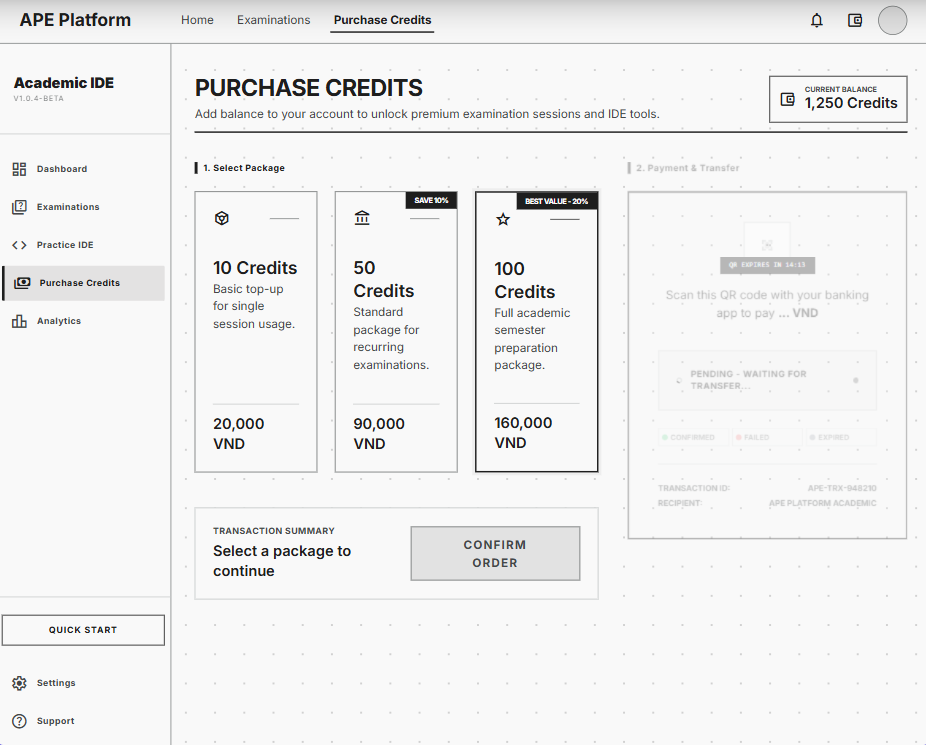 APE Platform
Home
Examinations
Purchase Credits
Academic IDE
V1.0.4-BETA
Dashboard
Examinations
Practice IDE
Purchase Credits
Analytics
QUICK START
Settings
Support
PURCHASE CREDITS
Add balance to your account to unlock premium examination sessions and IDE tools.
CURRENT BALANCE
1,250 Credits
1. Select Package
10 Credits
Basic top-up
for single
session usage.
20,000
VND
SAVE 10%
50
Credits
Standard
package for
recurring
examinations.
90,000
VND
BEST VALUE - 20%
100
Credits
Full academic
semester
preparation
package.
160,000
VND
TRANSACTION SUMMARY
Select a package to
continue
CONFIRM
ORDER
2. Payment & Transfer
QR EXPIRES IN 14:13
Scan this QR code with your banking
app to pay ... VND
PENDING - WAITING FOR
TRANSFER...
CONFIRMED
FAILED
EXPIRED
TRANSACTION ID:
APE-TRX-948210
RECIPIENT:
APE PLATFORM ACADEMIC